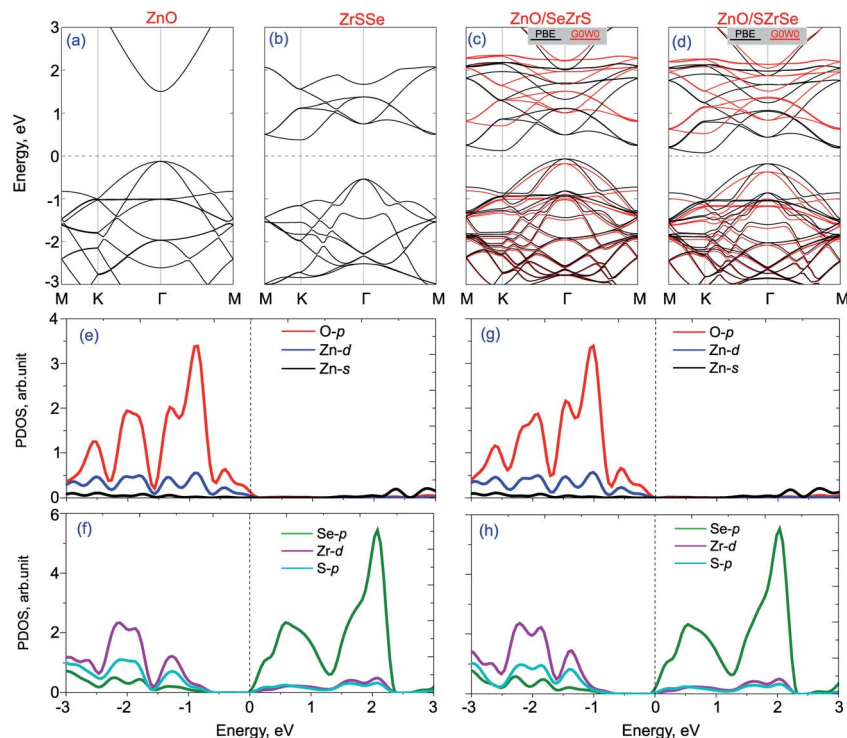 ZnO
ZrSSe
ZnO/SeZrS
ZnO/SZrSe
(a)
(b)
(c)
PBE
G0W0
(d)
PBE
G0W0
Energy, eV
3
2
1
0
-1
-2
-3
M K Γ M
M K Γ M
M K Γ M
M K Γ M
(e)
O-p
Zn-d
Zn-s
PDOS, arb.unit
4
3
2
1
0
(g)
O-p
Zn-d
Zn-s
(f)
Se-p
Zr-d
S-p
PDOS, arb.unit
6
4
2
0
(h)
Se-p
Zr-d
S-p
-3 -2 -1 0 1 2 3
-3 -2 -1 0 1 2 3
Energy, eV
Energy, eV